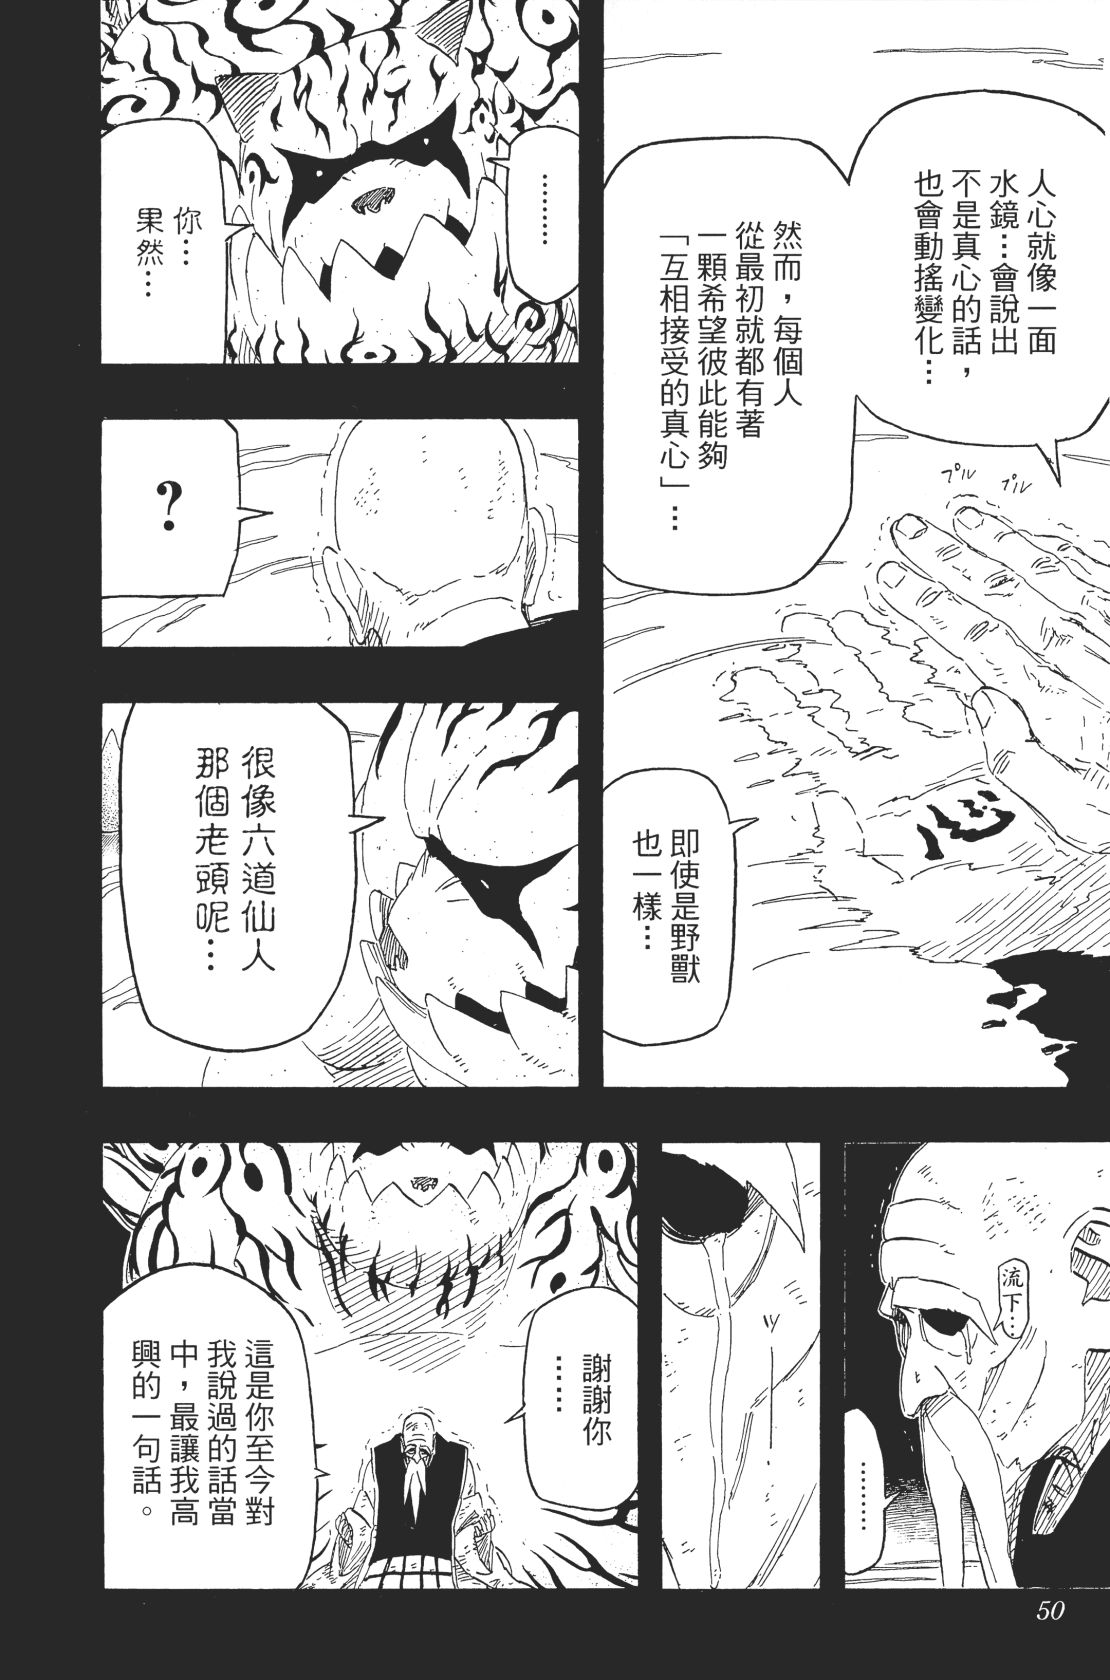 人心就像一面
水鏡…會說出
不是真心的話，
也會動搖變化…
然而，每個人
從最初就都有著
一顆希望彼此能夠
「互相接受的真心」…
プル
プル
心
即使是野獸
也一樣…
………
你…
果然…
？
很像六道仙人
那個老頭呢…
流下…
………
謝謝你
……
這是你至今對
我說過的話當
中，最讓我高
興的一句話。
50